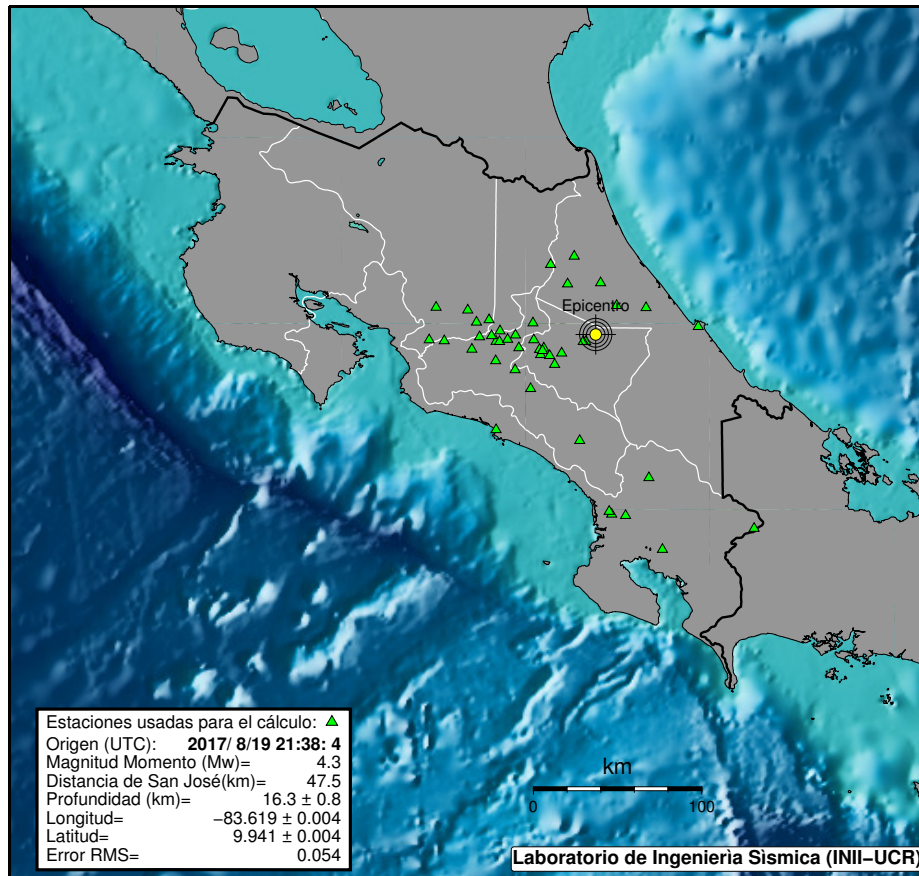 Epicentro
Estaciones usadas para el cálculo:
Origen (UTC): 2017/ 8/19 21:38: 4
Magnitud Momento (Mw)= 4.3
Distancia de San José(km)= 47.5
Profundidad (km)= 16.3 ± 0.8
Longitud= −83.619 ± 0.004
Latitud= 9.941 ± 0.004
Error RMS= 0.054
km
0 100
Laboratorio de Ingenierìa Sìsmica (INII−UCR)